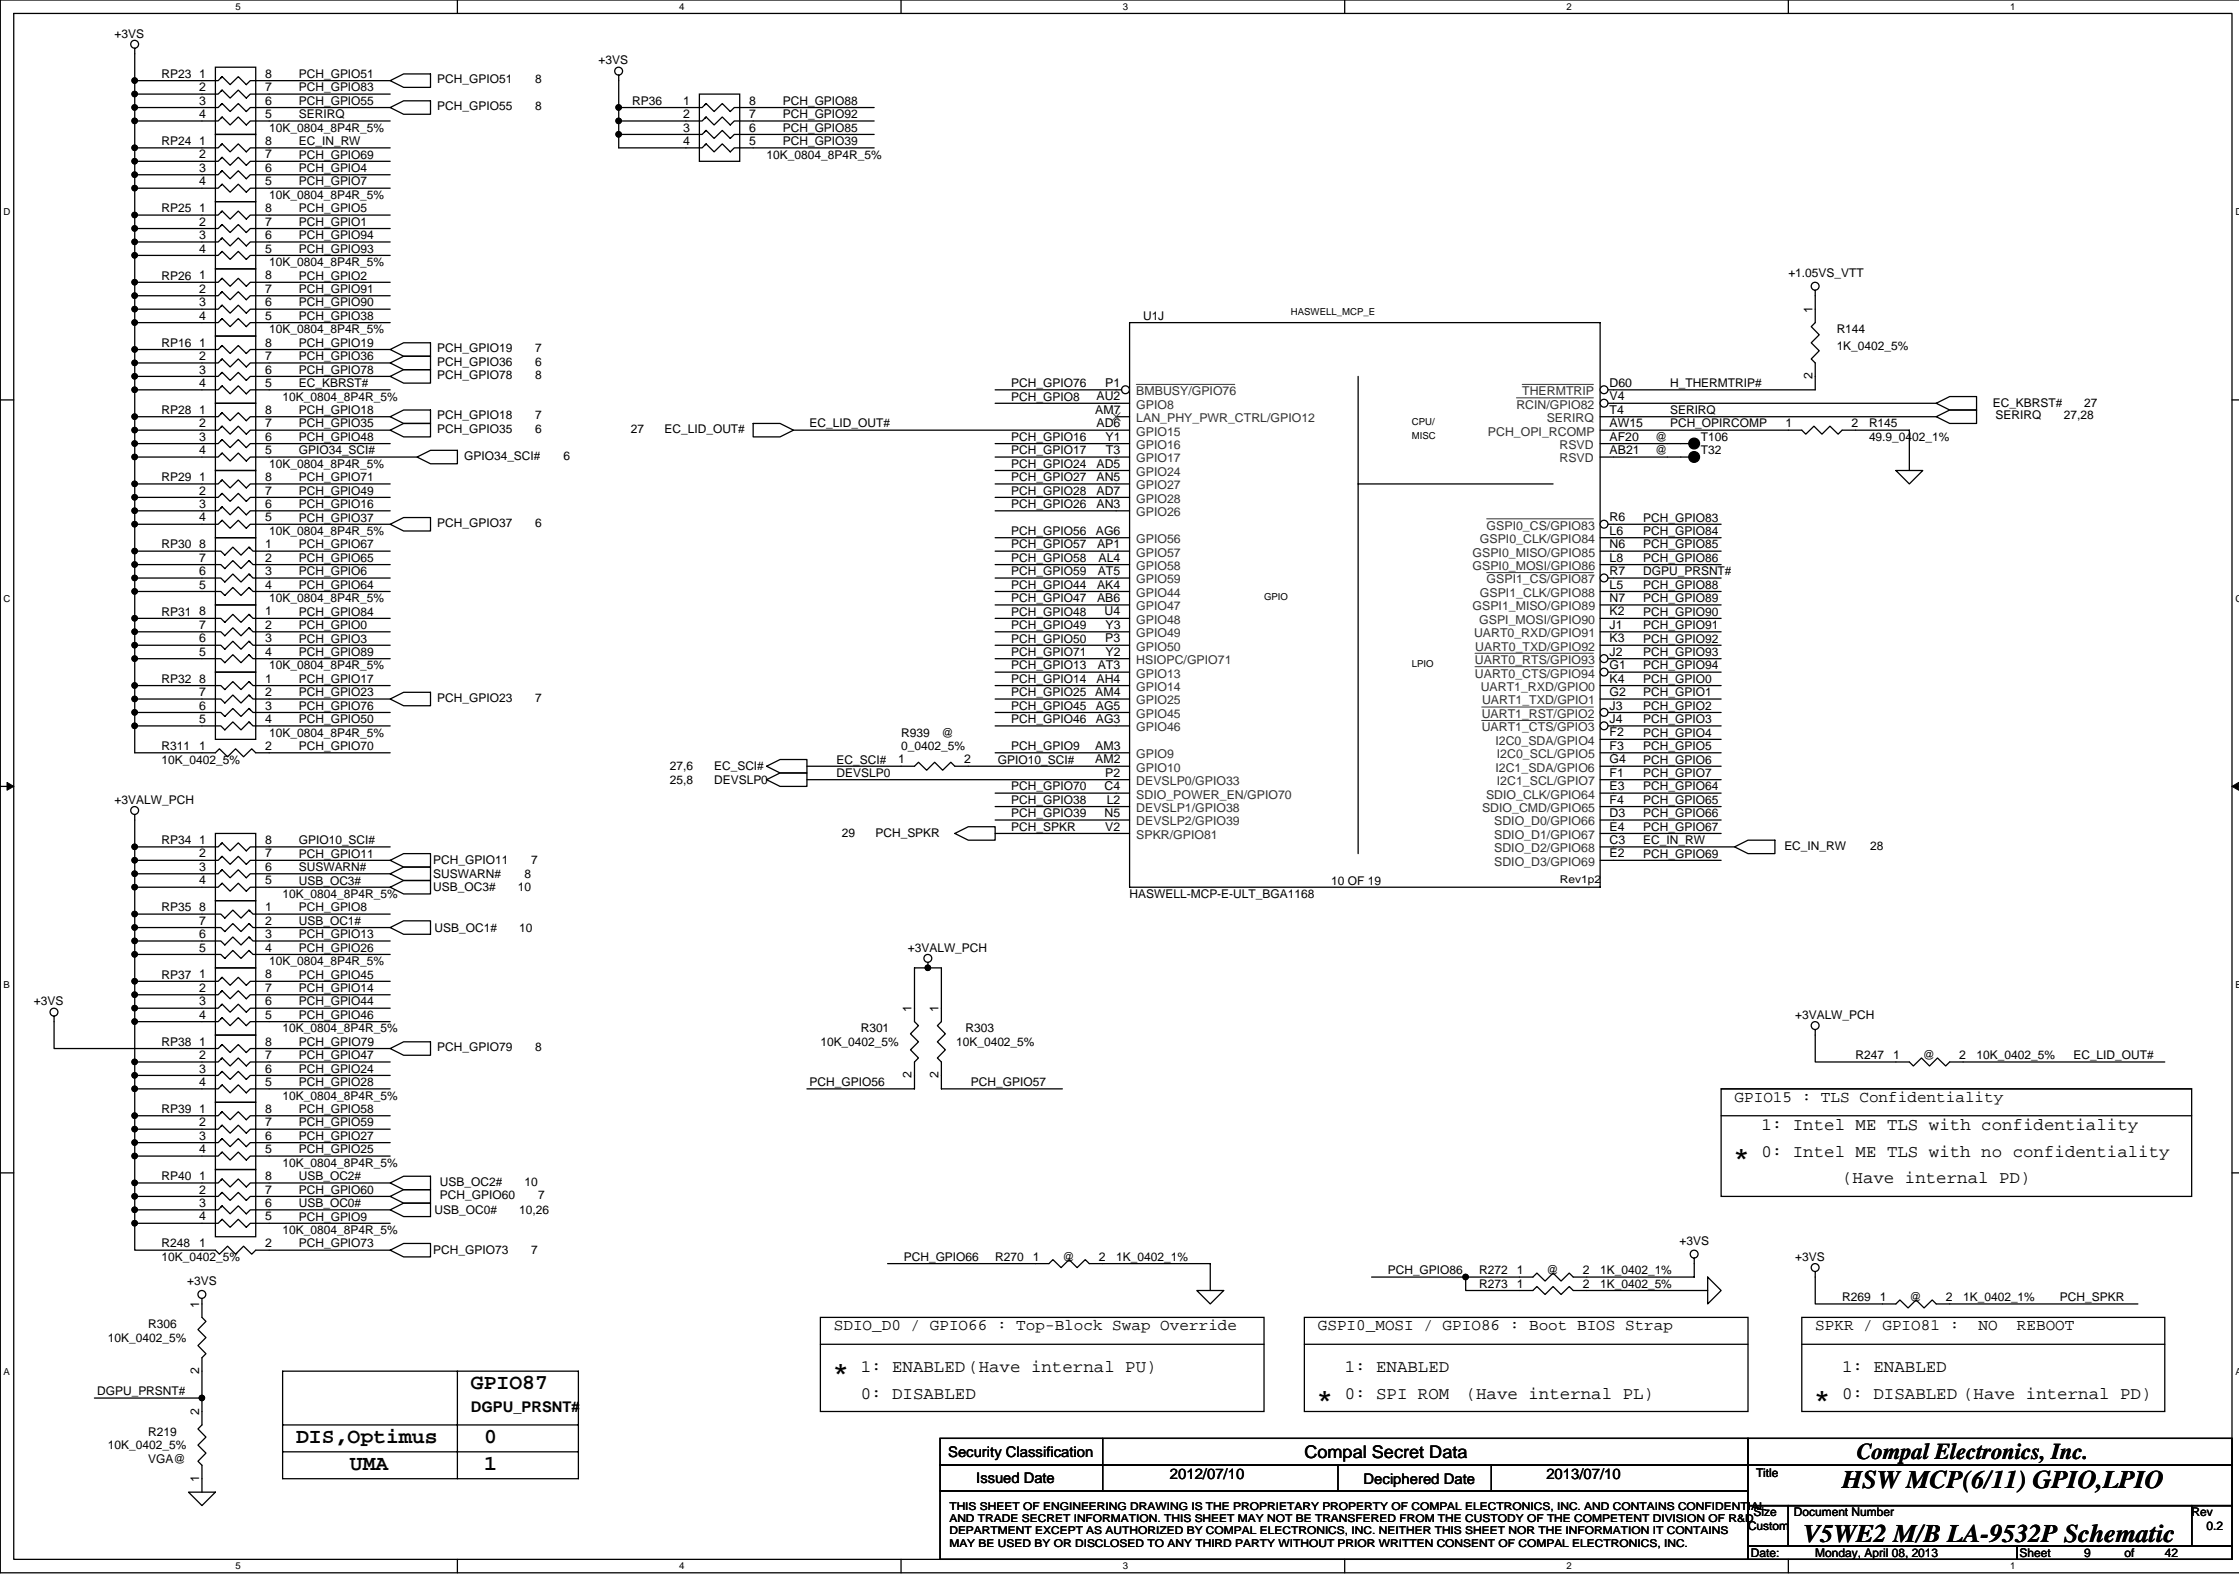 5 4 3 2 1
+3VS
RP23 1 8 PCH_GPIO51 PCH_GPIO51 8
2 7 PCH_GPIO83
3 6 PCH_GPIO55 PCH_GPIO55 8
4 5 SERIRQ
10K_0804_8P4R_5%
RP24 1 8 EC_IN_RW
2 7 PCH_GPIO69
3 6 PCH_GPIO4
4 5 PCH_GPIO7
10K_0804_8P4R_5%
RP25 1 8 PCH_GPIO5
2 7 PCH_GPIO1
3 6 PCH_GPIO94
4 5 PCH_GPIO93
10K_0804_8P4R_5%
RP26 1 8 PCH_GPIO2
2 7 PCH_GPIO91
3 6 PCH_GPIO90
4 5 PCH_GPIO38
10K_0804_8P4R_5%
RP16 1 8 PCH_GPIO19 PCH_GPIO19 7
2 7 PCH_GPIO36 PCH_GPIO36 6
3 6 PCH_GPIO78 PCH_GPIO78 8
4 5 EC_KBRST#
10K_0804_8P4R_5%
RP28 1 8 PCH_GPIO18 PCH_GPIO18 7
2 7 PCH_GPIO35 PCH_GPIO35 6
3 6 PCH_GPIO48
4 5 GPIO34_SCI# GPIO34_SCI# 6
10K_0804_8P4R_5%
RP29 1 8 PCH_GPIO71
2 7 PCH_GPIO49
3 6 PCH_GPIO16
4 5 PCH_GPIO37 PCH_GPIO37 6
10K_0804_8P4R_5%
RP30 8 1 PCH_GPIO67
7 2 PCH_GPIO65
6 3 PCH_GPIO6
5 4 PCH_GPIO64
10K_0804_8P4R_5%
RP31 8 1 PCH_GPIO84
7 2 PCH_GPIO0
6 3 PCH_GPIO3
5 4 PCH_GPIO89
10K_0804_8P4R_5%
RP32 8 1 PCH_GPIO17
7 2 PCH_GPIO23 PCH_GPIO23 7
6 3 PCH_GPIO76
5 4 PCH_GPIO50
10K_0804_8P4R_5%
R311 1 2 PCH_GPIO70
10K_0402_5%
+3VS
RP36 1 8 PCH_GPIO88
2 7 PCH_GPIO92
3 6 PCH_GPIO85
4 5 PCH_GPIO39
10K_0804_8P4R_5%
+3VALW_PCH
RP34 1 8 GPIO10_SCI#
2 7 PCH_GPIO11 PCH_GPIO11 7
3 6 SUSWARN# SUSWARN# 8
4 5 USB_OC3# USB_OC3# 10
10K_0804_8P4R_5%
RP35 8 1 PCH_GPIO8
7 2 USB_OC1# USB_OC1# 10
6 3 PCH_GPIO13
5 4 PCH_GPIO26
10K_0804_8P4R_5%
RP37 1 8 PCH_GPIO45
2 7 PCH_GPIO14
3 6 PCH_GPIO44
4 5 PCH_GPIO46
10K_0804_8P4R_5%
+3VS
RP38 1 8 PCH_GPIO79 PCH_GPIO79 8
2 7 PCH_GPIO47
3 6 PCH_GPIO24
4 5 PCH_GPIO28
10K_0804_8P4R_5%
RP39 1 8 PCH_GPIO58
2 7 PCH_GPIO59
3 6 PCH_GPIO27
4 5 PCH_GPIO25
10K_0804_8P4R_5%
RP40 1 8 USB_OC2# USB_OC2# 10
2 7 PCH_GPIO60 PCH_GPIO60 7
3 6 USB_OC0# USB_OC0# 10,26
4 5 PCH_GPIO9
10K_0804_8P4R_5%
R248 1 2 PCH_GPIO73 PCH_GPIO73 7
10K_0402_5%
+3VS
1
R306
10K_0402_5%
2
DGPU_PRSNT#
2
R219
10K_0402_5%
VGA@
1
GPIO87
DGPU_PRSNT#
DIS,Optimus 0
UMA 1
U1J HASWELL_MCP_E
PCH_GPIO76 P1 BMBUSY/GPIO76
PCH_GPIO8 AU2 GPIO8
AM7 LAN_PHY_PWR_CTRL/GPIO12
27 EC_LID_OUT# EC_LID_OUT# AD6 GPIO15
PCH_GPIO16 Y1 GPIO16
PCH_GPIO17 T3 GPIO17
PCH_GPIO24 AD5 GPIO24
PCH_GPIO27 AN5 GPIO27
PCH_GPIO28 AD7 GPIO28
PCH_GPIO26 AN3 GPIO26
PCH_GPIO56 AG6 GPIO56
PCH_GPIO57 AP1 GPIO57
PCH_GPIO58 AL4 GPIO58
PCH_GPIO59 AT5 GPIO59
PCH_GPIO44 AK4 GPIO44
PCH_GPIO47 AB6 GPIO47
PCH_GPIO48 U4 GPIO48
PCH_GPIO49 Y3 GPIO49
PCH_GPIO50 P3 GPIO50
PCH_GPIO71 Y2 HSIOPC/GPIO71
PCH_GPIO13 AT3 GPIO13
PCH_GPIO14 AH4 GPIO14
PCH_GPIO25 AM4 GPIO25
PCH_GPIO45 AG5 GPIO45
PCH_GPIO46 AG3 GPIO46
R939 @
0_0402_5%
PCH_GPIO9 AM3 GPIO9
27,6 EC_SCI# EC_SCI# 1 2 GPIO10_SCI# AM2 GPIO10
25,8 DEVSLP0 DEVSLP0 P2 DEVSLP0/GPIO33
PCH_GPIO70 C4 SDIO_POWER_EN/GPIO70
PCH_GPIO38 L2 DEVSLP1/GPIO38
PCH_GPIO39 N5 DEVSLP2/GPIO39
29 PCH_SPKR PCH_SPKR V2 SPKR/GPIO81
GPIO
CPU/
MISC
LPIO
+1.05VS_VTT
1
R144
1K_0402_5%
2
THERMTRIP D60 H_THERMTRIP#
RCIN/GPIO82 V4 EC_KBRST# 27
SERIRQ T4 SERIRQ SERIRQ 27,28
PCH_OPI_RCOMP AW15 PCH_OPIRCOMP 1 2 R145
49.9_0402_1%
RSVD AF20 @ T106
RSVD AB21 @ T32
GSPI0_CS/GPIO83 R6 PCH_GPIO83
GSPI0_CLK/GPIO84 L6 PCH_GPIO84
GSPI0_MISO/GPIO85 N6 PCH_GPIO85
GSPI0_MOSI/GPIO86 L8 PCH_GPIO86
GSPI1_CS/GPIO87 R7 DGPU_PRSNT#
GSPI1_CLK/GPIO88 L5 PCH_GPIO88
GSPI1_MISO/GPIO89 N7 PCH_GPIO89
GSPI_MOSI/GPIO90 K2 PCH_GPIO90
UART0_RXD/GPIO91 J1 PCH_GPIO91
UART0_TXD/GPIO92 K3 PCH_GPIO92
UART0_RTS/GPIO93 J2 PCH_GPIO93
UART0_CTS/GPIO94 G1 PCH_GPIO94
UART1_RXD/GPIO0 K4 PCH_GPIO0
UART1_TXD/GPIO1 G2 PCH_GPIO1
UART1_RST/GPIO2 J3 PCH_GPIO2
UART1_CTS/GPIO3 J4 PCH_GPIO3
I2C0_SDA/GPIO4 F2 PCH_GPIO4
I2C0_SCL/GPIO5 F3 PCH_GPIO5
I2C1_SDA/GPIO6 G4 PCH_GPIO6
I2C1_SCL/GPIO7 F1 PCH_GPIO7
SDIO_CLK/GPIO64 E3 PCH_GPIO64
SDIO_CMD/GPIO65 F4 PCH_GPIO65
SDIO_D0/GPIO66 D3 PCH_GPIO66
SDIO_D1/GPIO67 E4 PCH_GPIO67
SDIO_D2/GPIO68 C3 EC_IN_RW EC_IN_RW 28
SDIO_D3/GPIO69 E2 PCH_GPIO69
10 OF 19 Rev1p2
HASWELL-MCP-E-ULT_BGA1168
+3VALW_PCH
1 1
R301 R303
10K_0402_5% 10K_0402_5%
2 2
PCH_GPIO56 PCH_GPIO57
+3VALW_PCH
R247 1 @ 2 10K_0402_5% EC_LID_OUT#
GPIO15 : TLS Confidentiality
1: Intel ME TLS with confidentiality
* 0: Intel ME TLS with no confidentiality
(Have internal PD)
PCH_GPIO66 R270 1 @ 2 1K_0402_1%
SDIO_D0 / GPIO66 : Top-Block Swap Override
* 1: ENABLED(Have internal PU)
0: DISABLED
+3VS
PCH_GPIO86 R272 1 @ 2 1K_0402_1%
R273 1 2 1K_0402_5%
GSPI0_MOSI / GPIO86 : Boot BIOS Strap
1: ENABLED
* 0: SPI ROM (Have internal PL)
+3VS
R269 1 @ 2 1K_0402_1% PCH_SPKR
SPKR / GPIO81 : NO REBOOT
1: ENABLED
* 0: DISABLED(Have internal PD)
Security Classification Compal Secret Data
Issued Date 2012/07/10 Deciphered Date 2013/07/10
THIS SHEET OF ENGINEERING DRAWING IS THE PROPRIETARY PROPERTY OF COMPAL ELECTRONICS, INC. AND CONTAINS CONFIDENTIAL
AND TRADE SECRET INFORMATION. THIS SHEET MAY NOT BE TRANSFERED FROM THE CUSTODY OF THE COMPETENT DIVISION OF R&D
DEPARTMENT EXCEPT AS AUTHORIZED BY COMPAL ELECTRONICS, INC. NEITHER THIS SHEET NOR THE INFORMATION IT CONTAINS
MAY BE USED BY OR DISCLOSED TO ANY THIRD PARTY WITHOUT PRIOR WRITTEN CONSENT OF COMPAL ELECTRONICS, INC.
Compal Electronics, Inc.
Title HSW MCP(6/11) GPIO,LPIO
Size Document Number Rev
Custom V5WE2 M/B LA-9532P Schematic 0.2
Date: Monday, April 08, 2013 Sheet 9 of 42
D
C
B
A
5 4 3 2 1